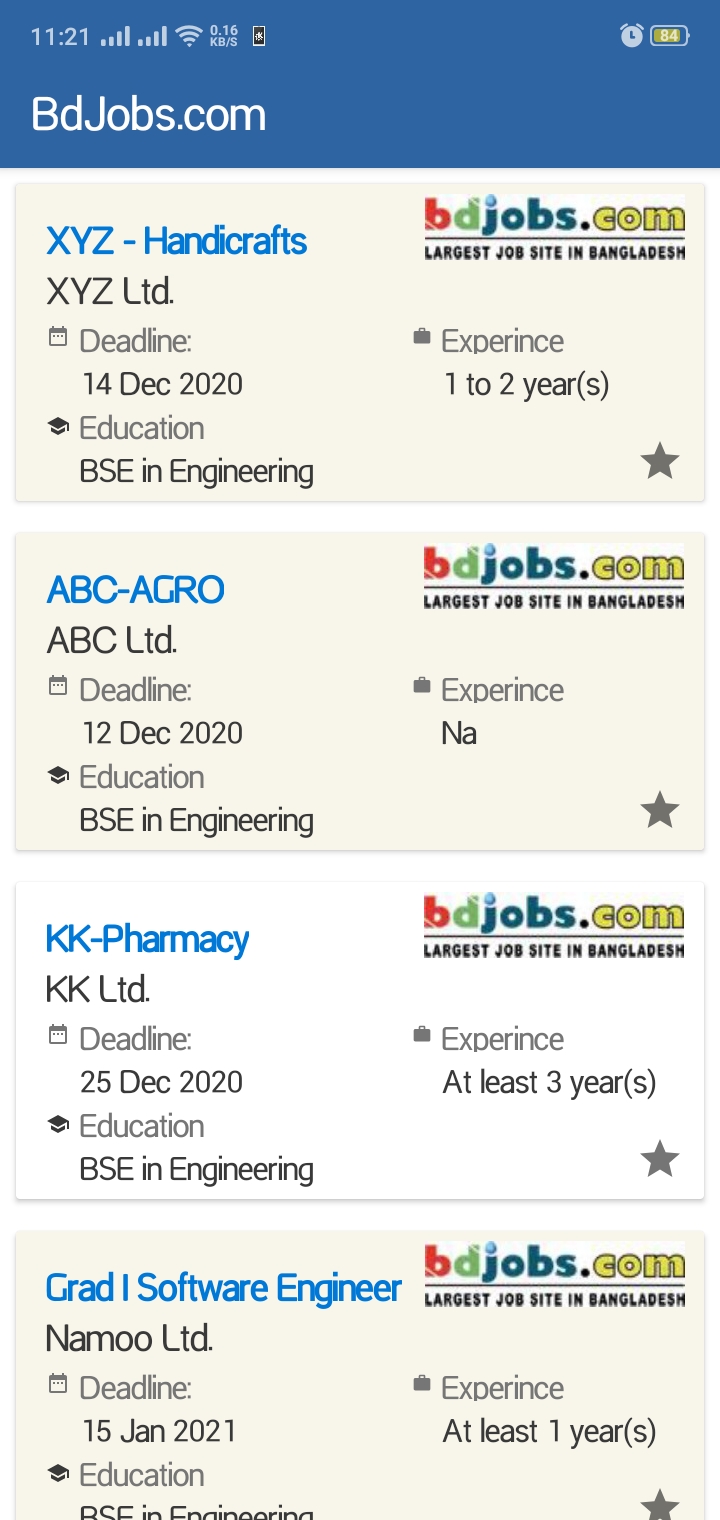 11:21 0.16 KB/S 84
BdJobs.com
bdjobs.com
LARGEST JOB SITE IN BANGLADESH
XYZ - Handicrafts
XYZ Ltd.
Deadline: Experince
14 Dec 2020 1 to 2 year(s)
Education
BSE in Engineering
bdjobs.com
LARGEST JOB SITE IN BANGLADESH
ABC-AGRO
ABC Ltd.
Deadline: Experince
12 Dec 2020 Na
Education
BSE in Engineering
bdjobs.com
LARGEST JOB SITE IN BANGLADESH
KK-Pharmacy
KK Ltd.
Deadline: Experince
25 Dec 2020 At least 3 year(s)
Education
BSE in Engineering
bdjobs.com
LARGEST JOB SITE IN BANGLADESH
Grad I Software Engineer
Namoo Ltd.
Deadline: Experince
15 Jan 2021 At least 1 year(s)
Education
BSE in Engineering